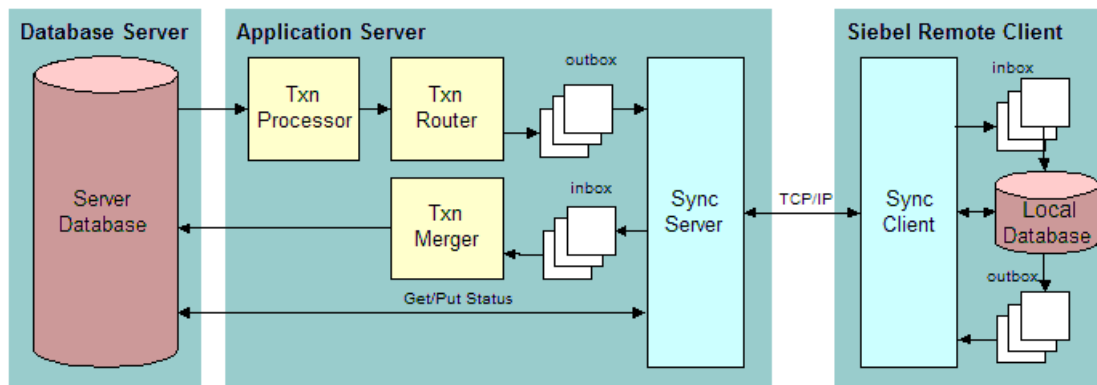 Database Server
Application Server
Siebel Remote Client
outbox
inbox
Txn
Processor
Txn
Router
Server
Database
inbox
Txn
Merger
Sync
Server
TCP/IP
Sync
Client
Local
Database
Get/Put Status
outbox